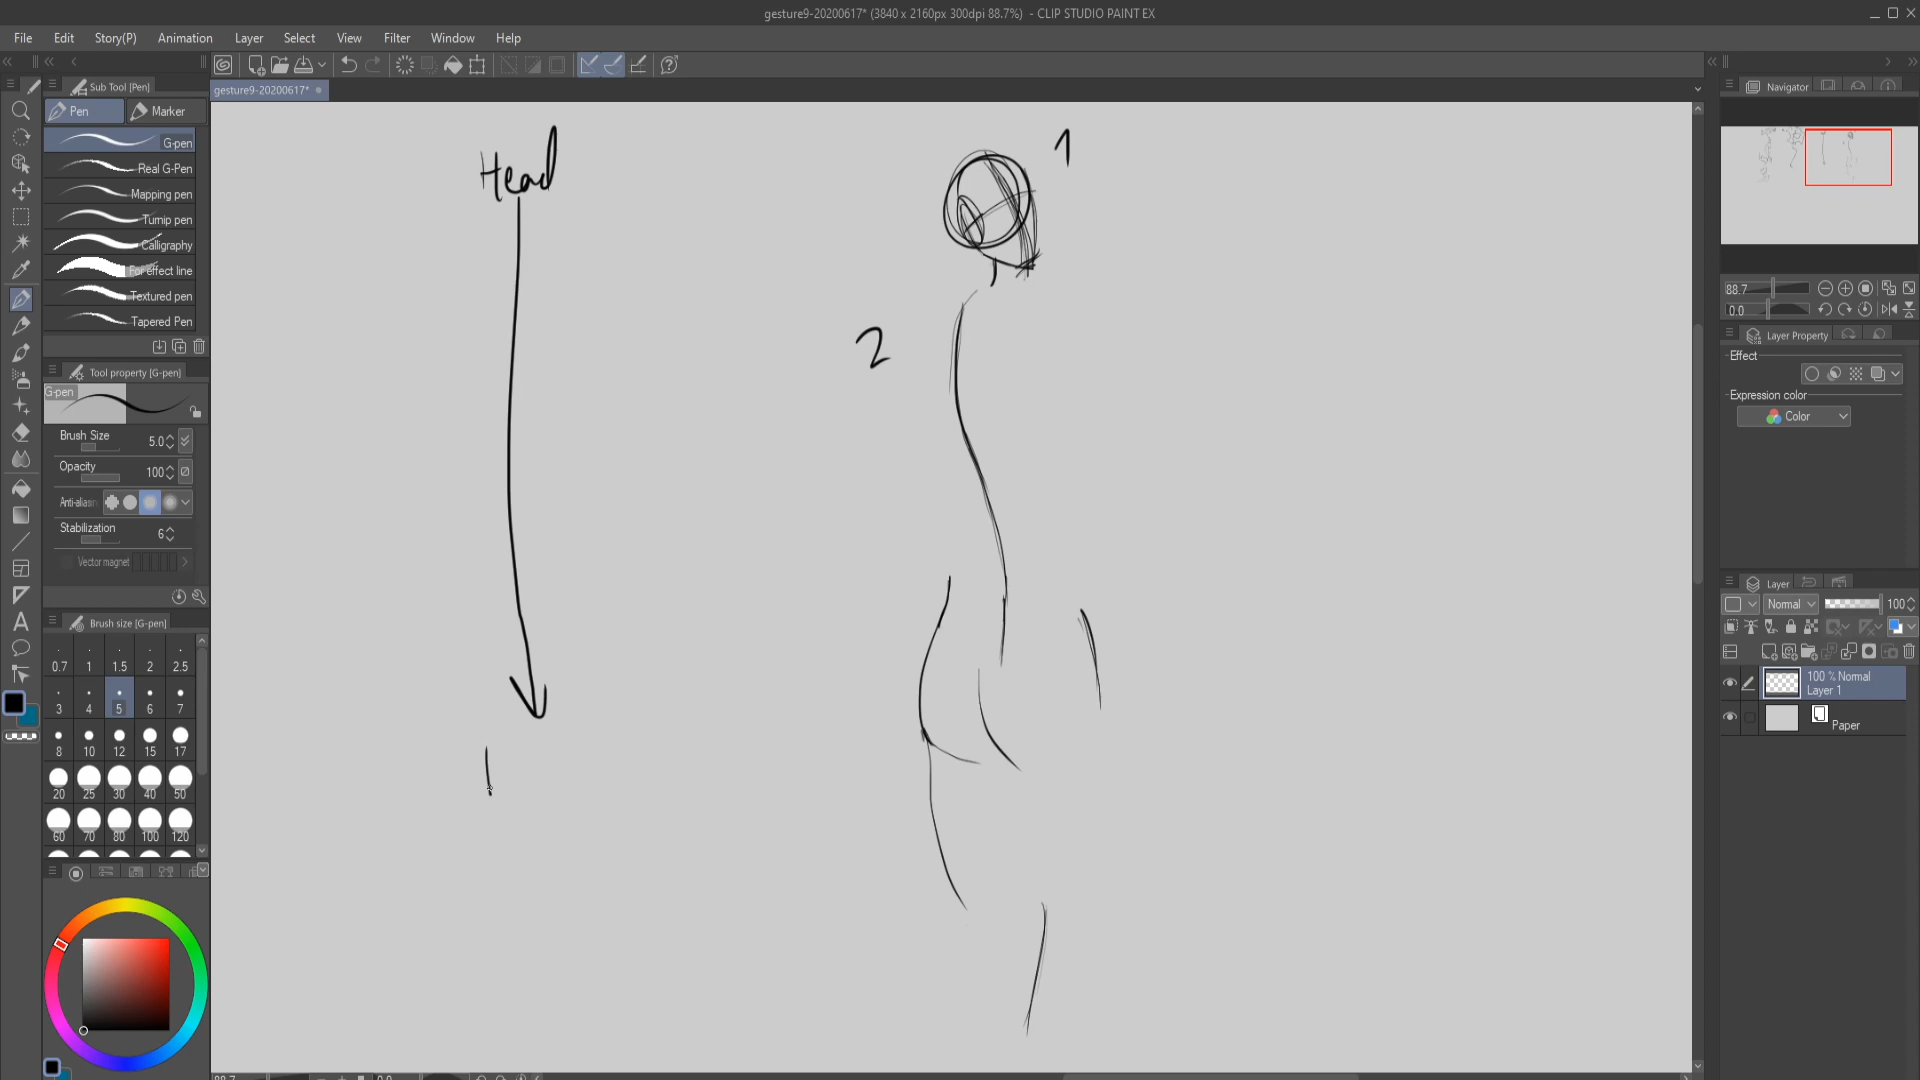 gesture9-20200617* (3840 x 2160px 300dpi 88.7%) - CLIP STUDIO PAINT EX
File Edit Story(P) Animation Layer Select View Filter Window Help
Sub Tool [Pen]
gesture9-20200617*
Navigator
Pen Marker
G-pen
Real G-Pen
Mapping pen
Turnip pen
Calligraphy
For effect line
Textured pen
Tapered Pen
Tool property [G-pen]
G-pen
Brush Size 5.0
Opacity 100
Anti-aliasin
Stabilization 6
Vector magnet
Brush size [G-pen]
0.7 1 1.5 2 2.5
3 4 5 6 7
8 10 12 15 17
20 25 30 40 50
60 70 80 100 120
Head
1
2
88.7
0.0
Layer Property
Effect
Expression color
Color
Layer
Normal 100
100 % Normal
Layer 1
Paper